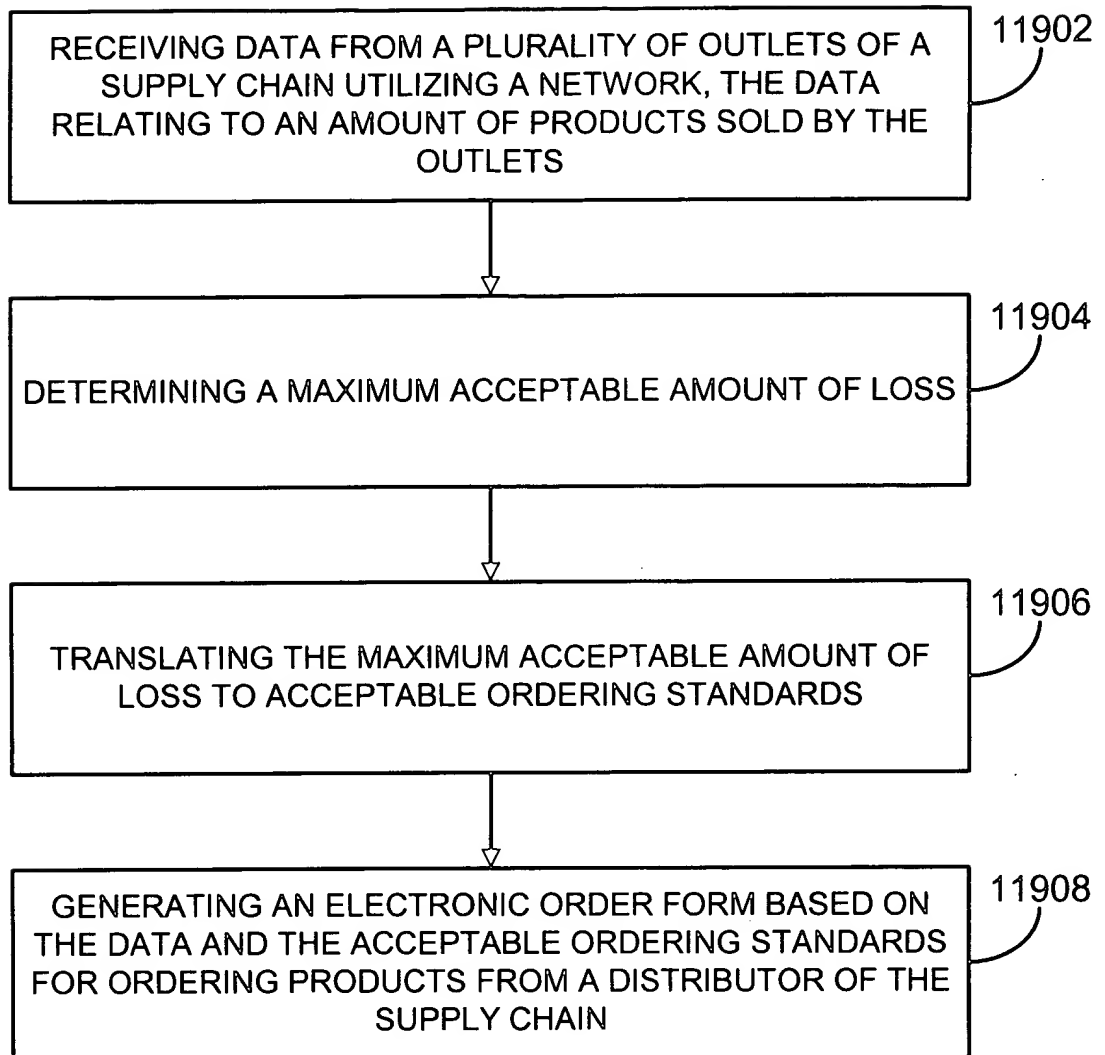 RECEIVING DATA FROM A PLURALITY OF OUTLETS OF A
SUPPLY CHAIN UTILIZING A NETWORK, THE DATA
RELATING TO AN AMOUNT OF PRODUCTS SOLD BY THE
OUTLETS
11902
DETERMINING A MAXIMUM ACCEPTABLE AMOUNT OF LOSS
11904
TRANSLATING THE MAXIMUM ACCEPTABLE AMOUNT OF
LOSS TO ACCEPTABLE ORDERING STANDARDS
11906
GENERATING AN ELECTRONIC ORDER FORM BASED ON
THE DATA AND THE ACCEPTABLE ORDERING STANDARDS
FOR ORDERING PRODUCTS FROM A DISTRIBUTOR OF THE
SUPPLY CHAIN
11908